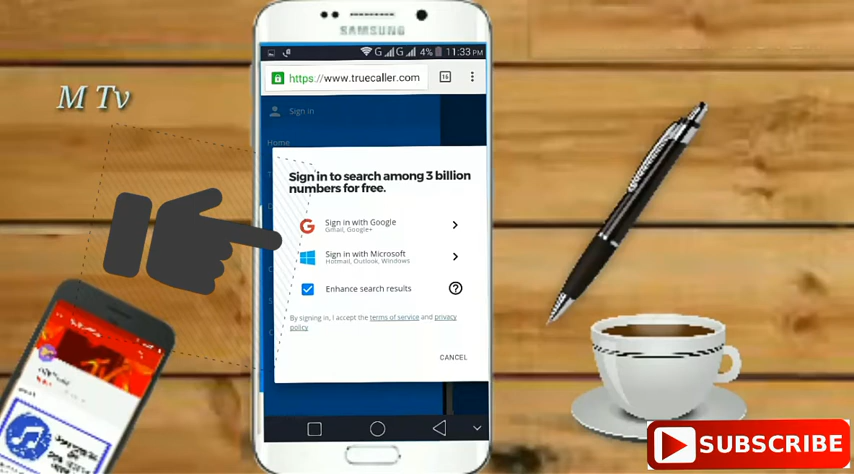 SAMSUNG
G G 4% 11:33 PM
https://www.truecaller.com 16
M Tv
Sign in
Home
Sign in to search among 3 billion
numbers for free.
Sign in with Google
Gmail, Google+
Sign in with Microsoft
Hotmail, Outlook, Windows
Enhance search results
By signing in, I accept the terms of service and privacy
policy
CANCEL
SUBSCRIBE